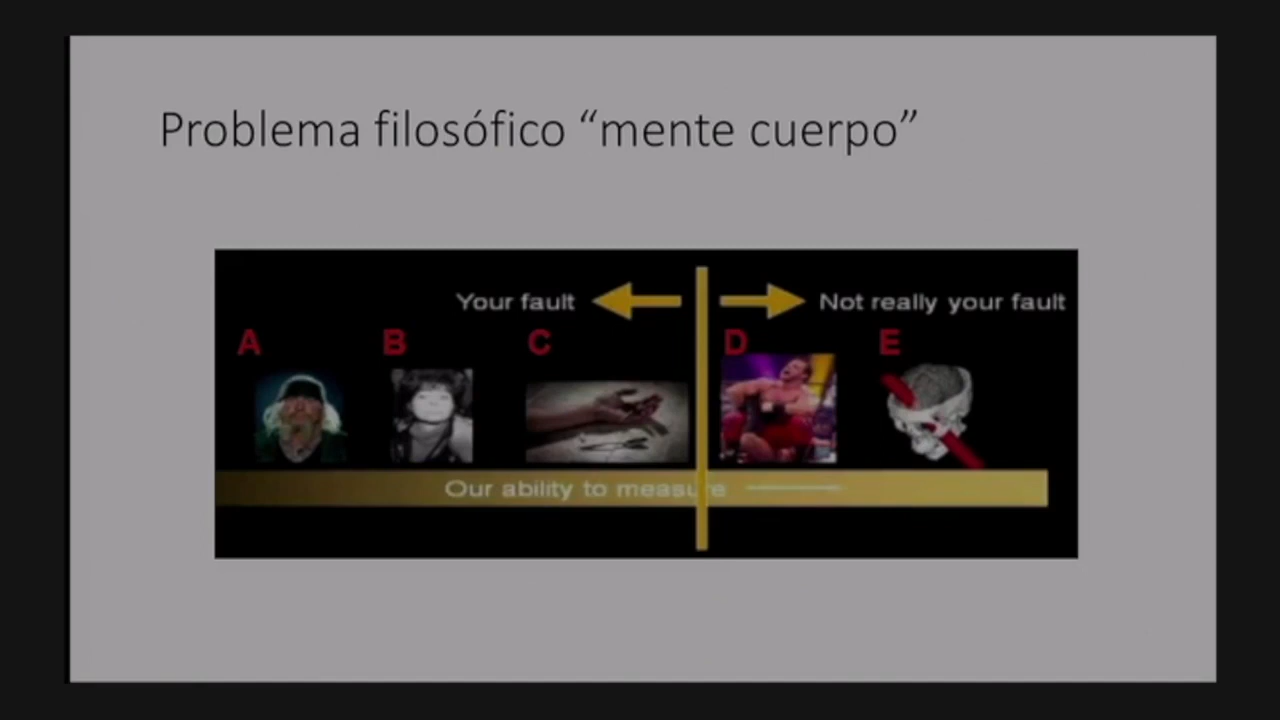 Problema filosófico “mente cuerpo”
Your fault
Not really your fault
A
B
C
D
E
Our ability to measure